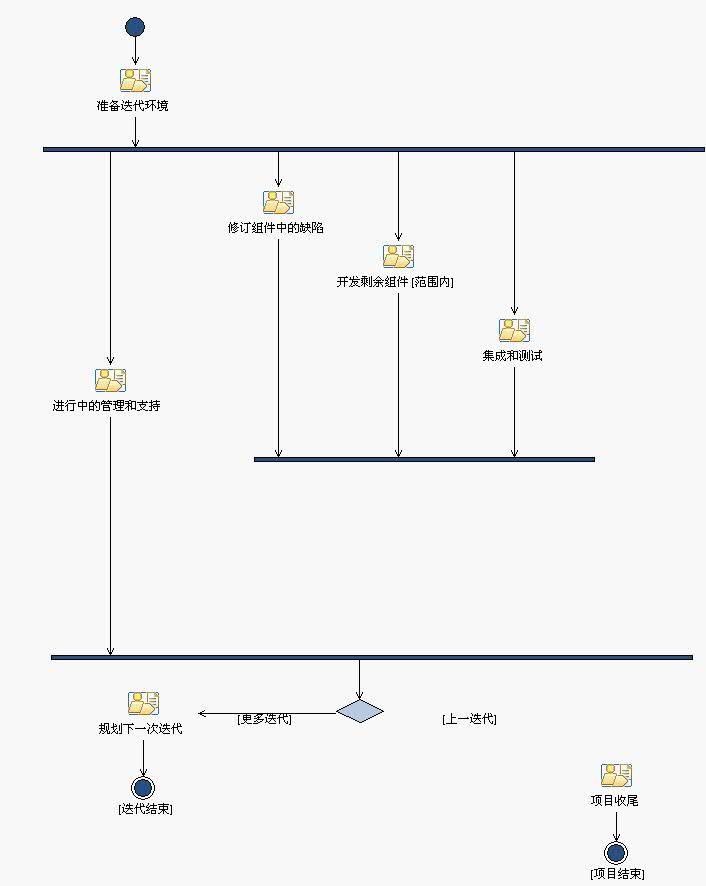 准备迭代环境
修订组件中的缺陷
开发剩余组件 [范围内]
集成和测试
进行中的管理和支持
[更多迭代]
[上一迭代]
规划下一次迭代
[迭代结束]
项目收尾
[项目结束]